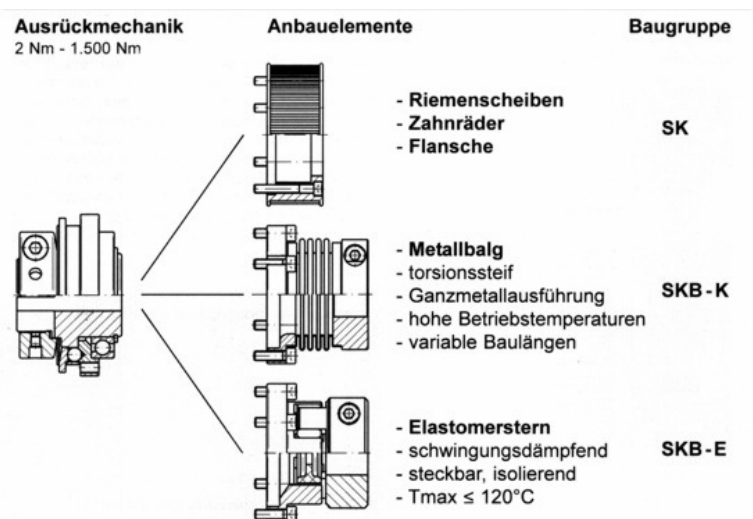 Ausrückmechanik
2 Nm - 1.500 Nm
Anbauelemente
Baugruppe
- Riemenscheiben
- Zahnräder
- Flansche
SK
- Metallbalg
- torsionssteif
- Ganzmetallausführung
- hohe Betriebstemperaturen
- variable Baulängen
SKB-K
- Elastomerstern
- schwingungsdämpfend
- steckbar, isolierend
- Tmax ≤ 120°C
SKB-E